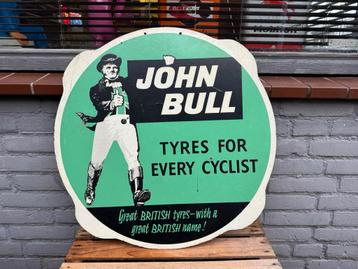 JOHN
BULL
TYRES FOR
EVERY CYCLIST
Great BRITISH tyres-with a
great BRITISH name!